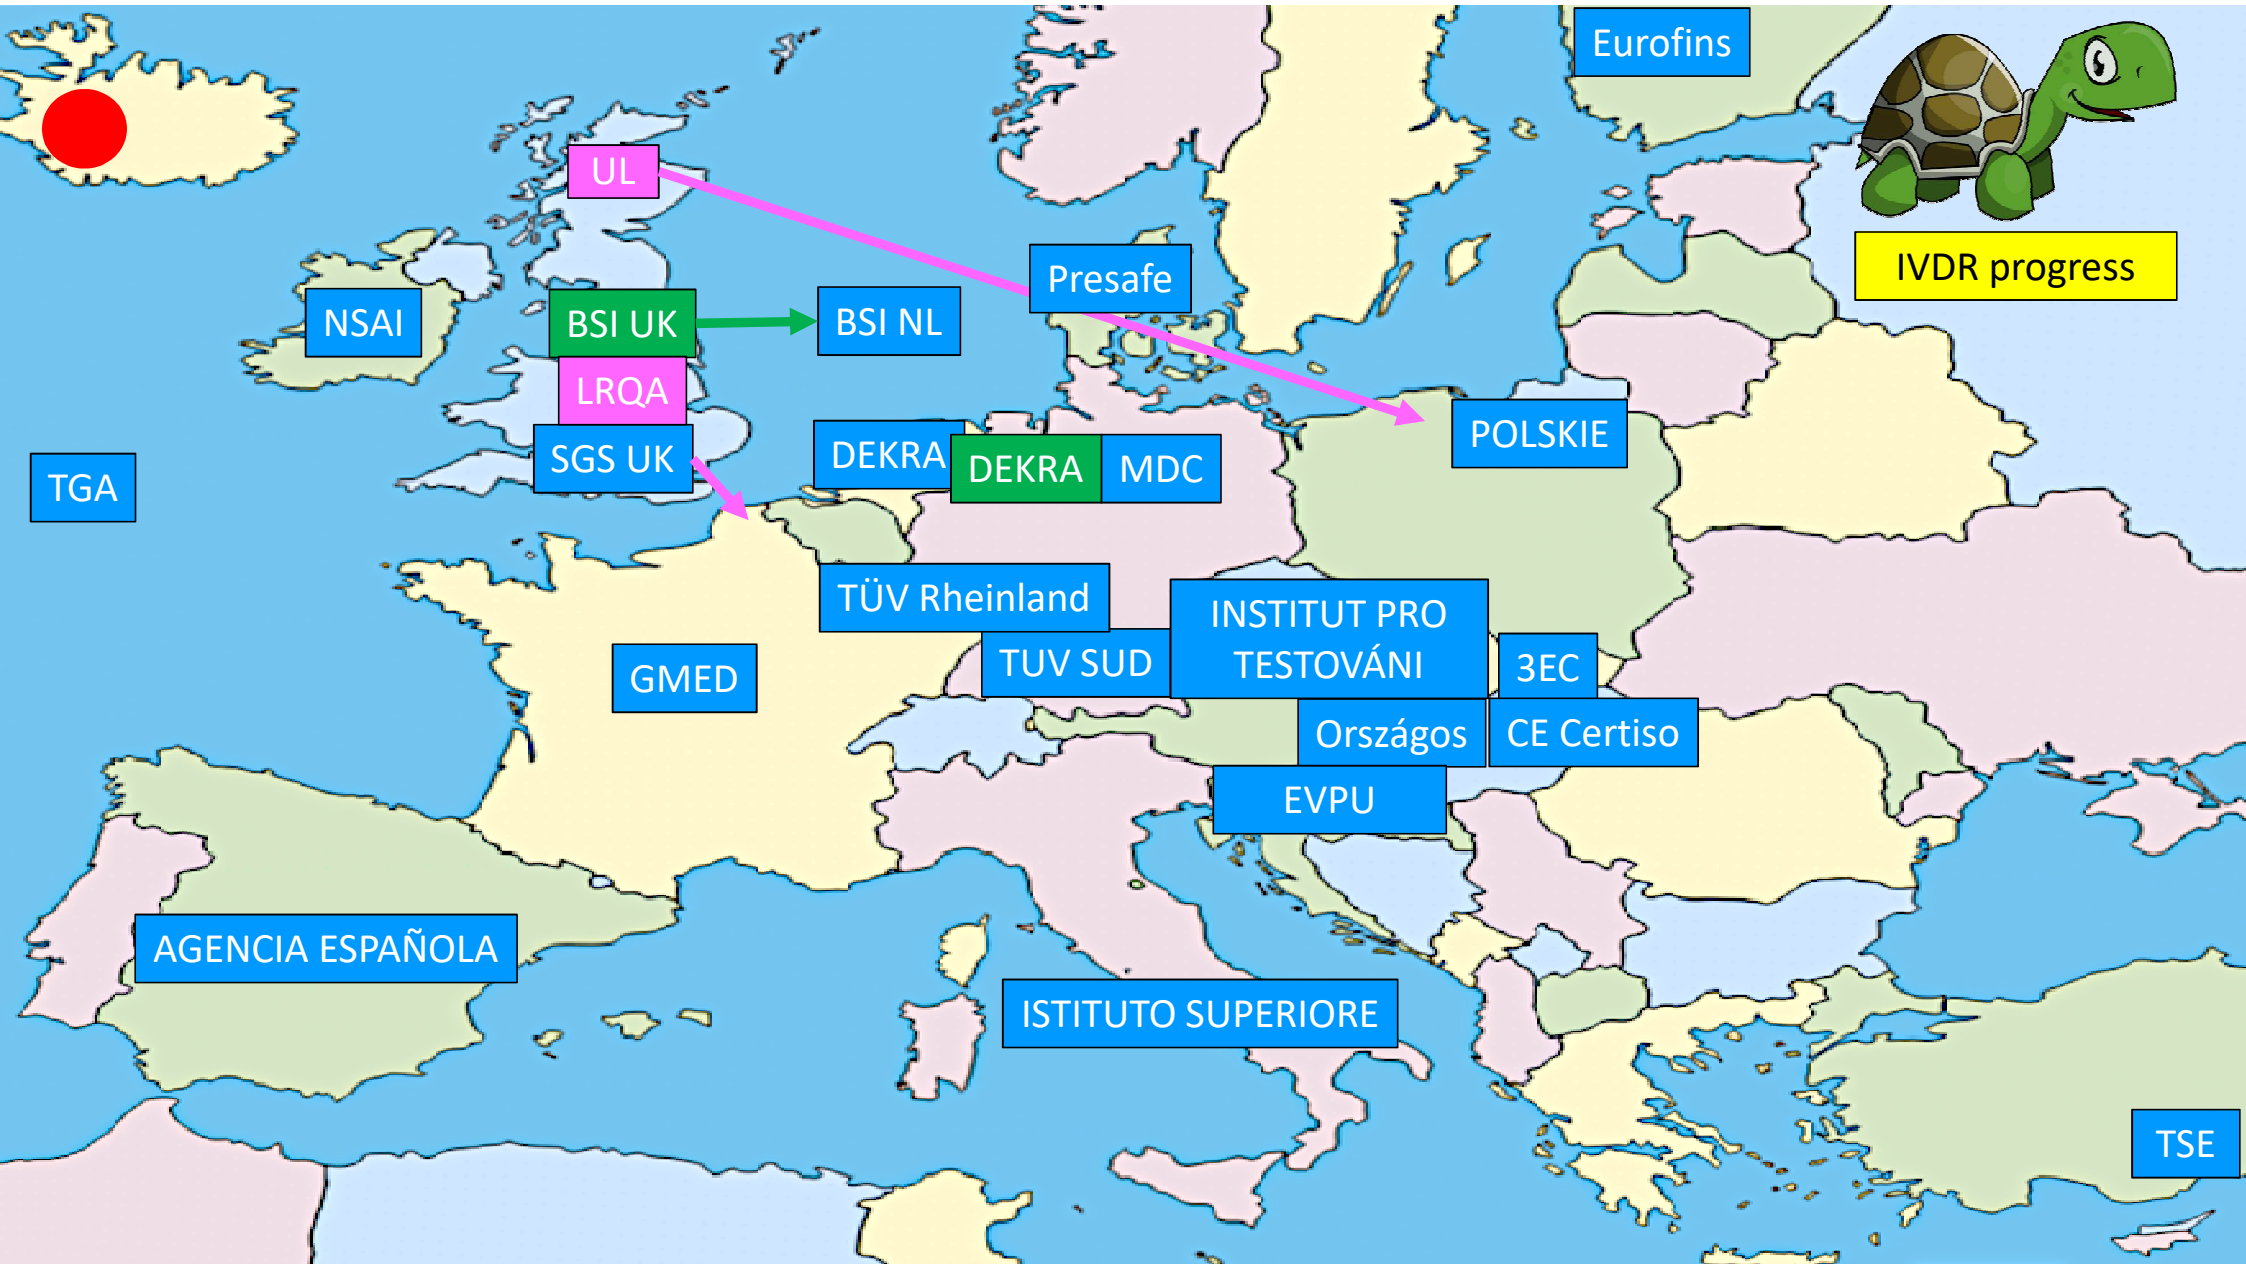 Eurofins
UL
IVDR progress
Presafe
NSAI
BSI UK
BSI NL
LRQA
POLSKIE
SGS UK
DEKRA
DEKRA
MDC
TGA
TÜV Rheinland
INSTITUT PRO
TESTOVÁNI
TUV SUD
3EC
GMED
Országos
CE Certiso
EVPU
AGENCIA ESPAÑOLA
ISTITUTO SUPERIORE
TSE